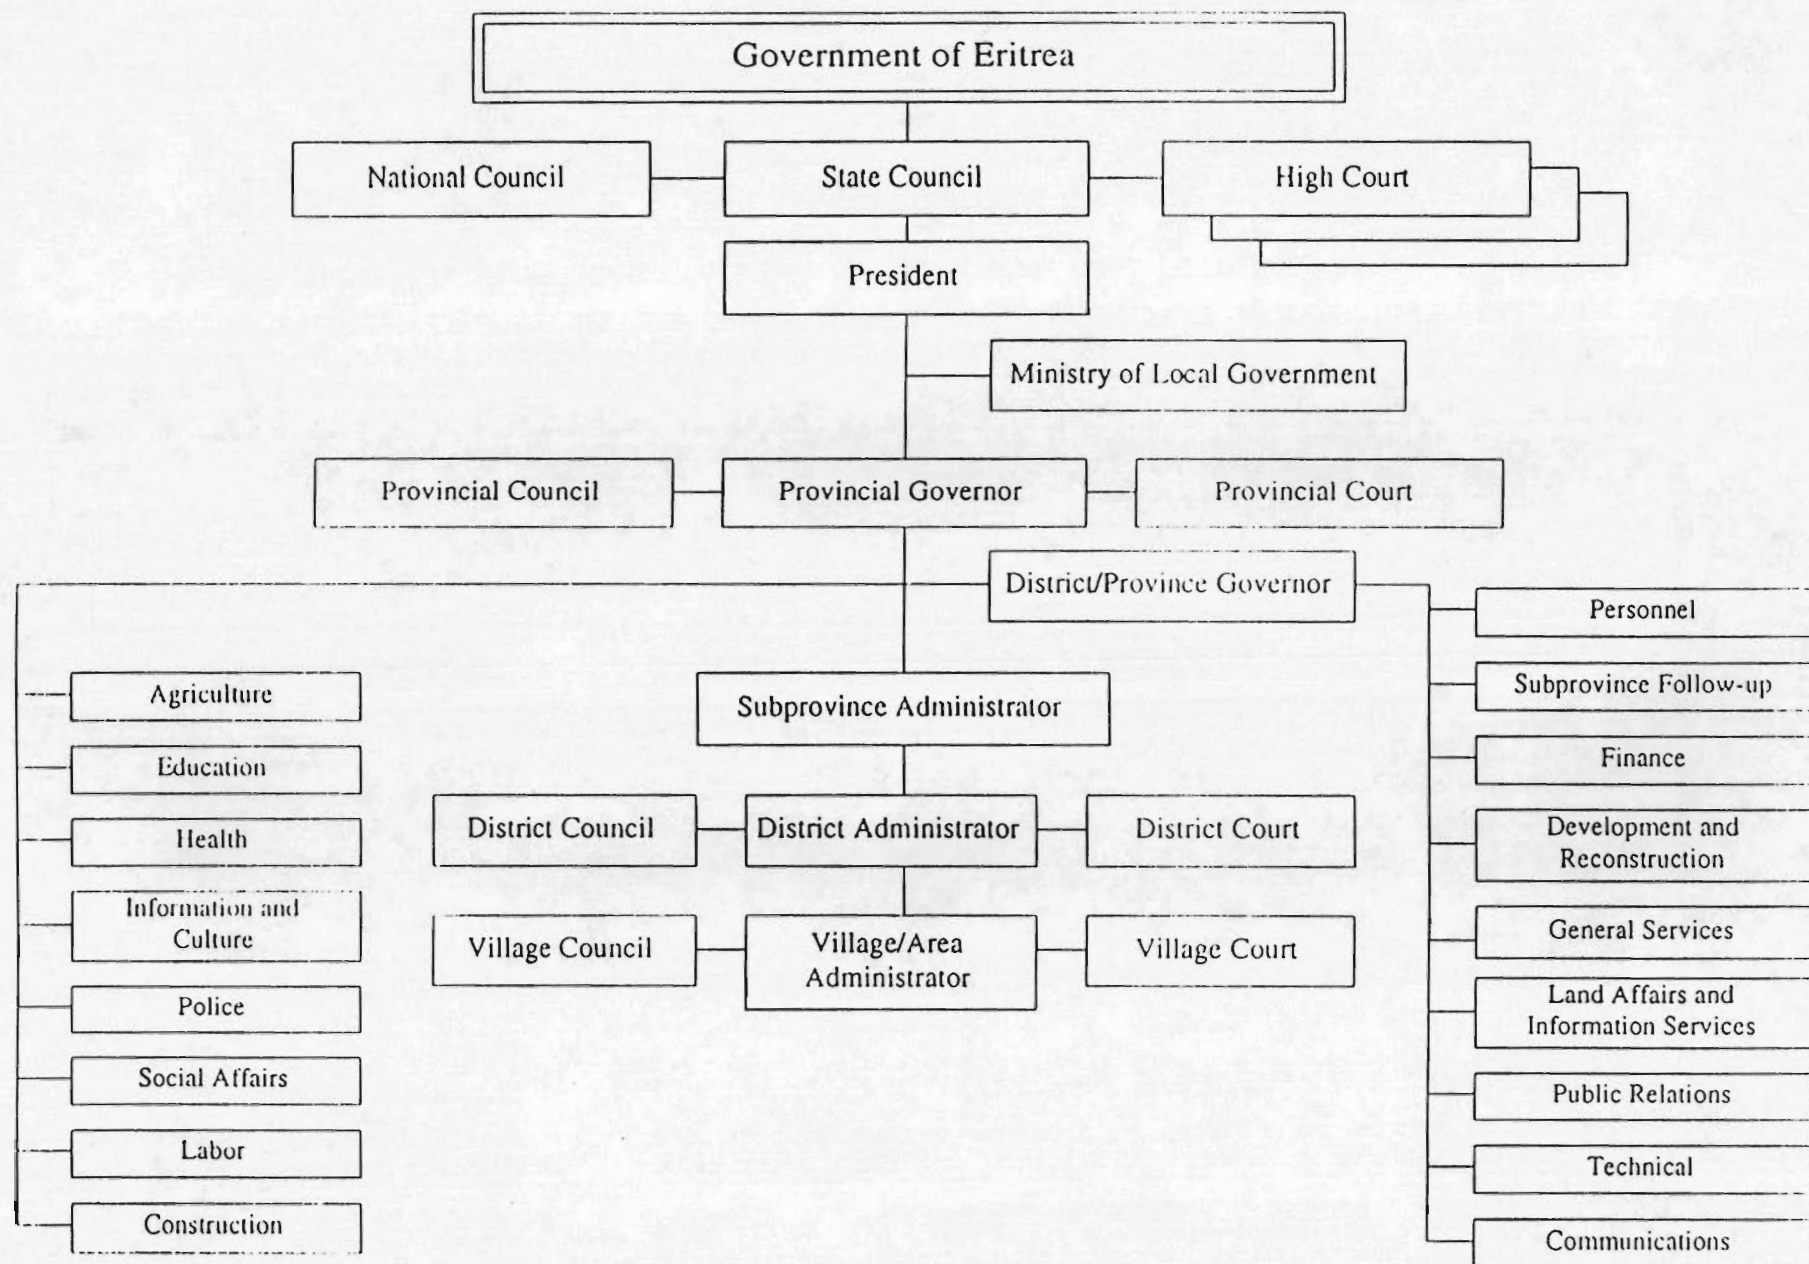 Government of Eritrea
National Council
State Council
High Court
President
Ministry of Local Government
Provincial Council
Provincial Governor
Provincial Court
District/Province Governor
Agriculture
Education
Health
Information and
Culture
Police
Social Affairs
Labor
Construction
Subprovince Administrator
District Council
District Administrator
District Court
Village Council
Village/Area
Administrator
Village Court
Personnel
Subprovince Follow-up
Finance
Development and
Reconstruction
General Services
Land Affairs and
Information Services
Public Relations
Technical
Communications